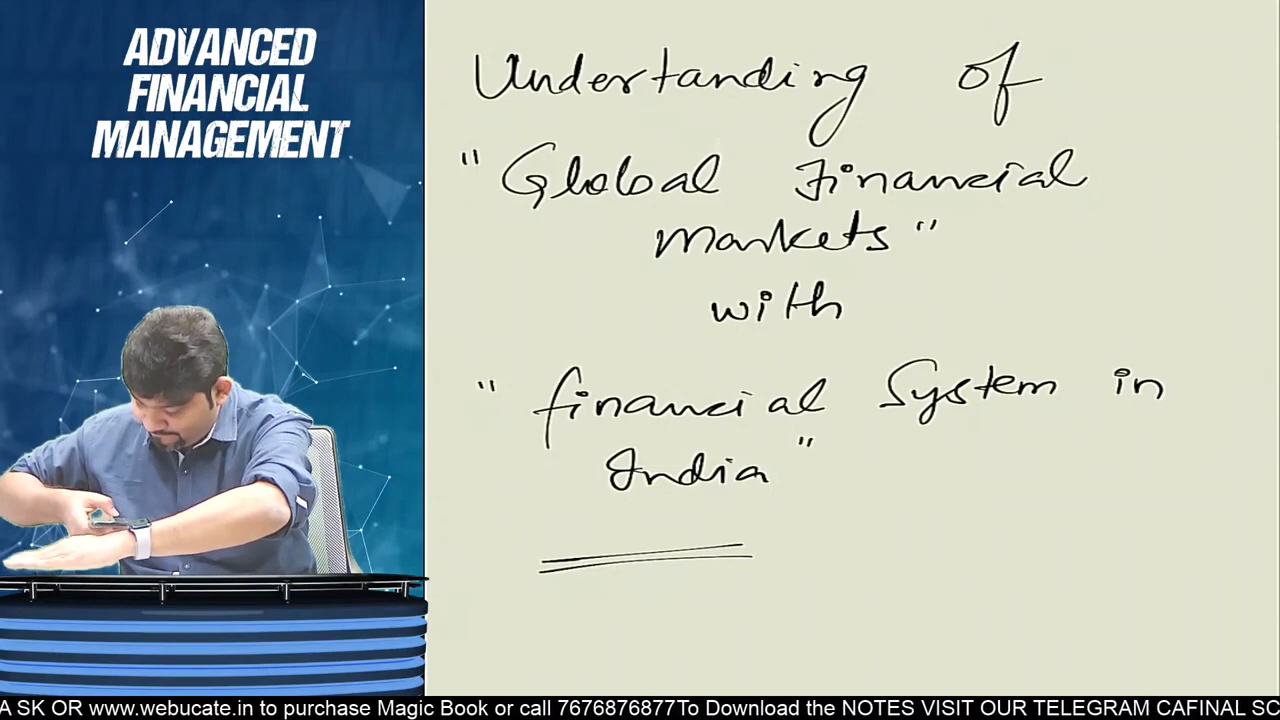 ADVANCED
FINANCIAL
MANAGEMENT
Undertanding of
"Global Financial
markets"
with
"financial System in
India"
A SK OR www.webucate.in to purchase Magic Book or call 7676876877To Download the NOTES VISIT OUR TELEGRAM CAFINAL SC